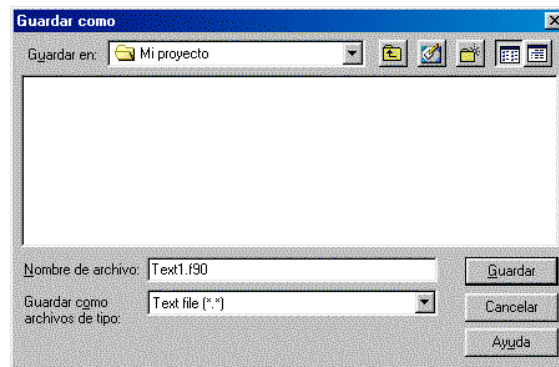 Guardar como
Guardar en: Mi proyecto
Nombre de archivo: Text1.f90 Guardar
Guardar como archivos de tipo: Text file (*.*) Cancelar
Ayuda